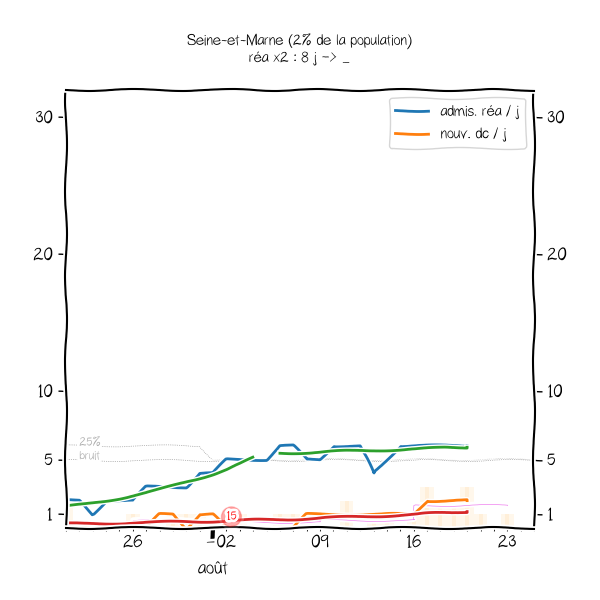 Seine-et-Marne (2% de la population)
réa x2 : 8 j -> _
admis. réa / j
nouv. dc / j
30
30
20
20
10
10
25%
bruit
5
5
15
1
1
26
02
09
16
23
août